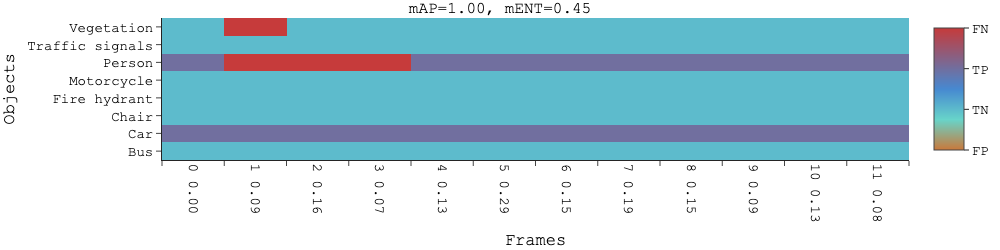 mAP=1.00, mENT=0.45
Objects
Vegetation
Traffic signals
Person
Motorcycle
Fire hydrant
Chair
Car
Bus
0 0.00
1 0.09
2 0.16
3 0.07
4 0.13
5 0.29
6 0.15
7 0.19
8 0.15
9 0.09
10 0.13
11 0.08
Frames
FN
TP
TN
FP